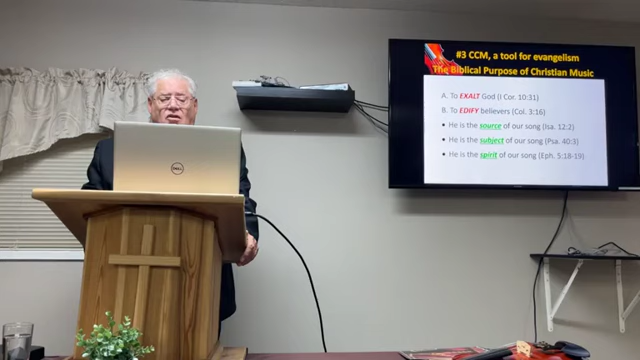 #3 CCM, a tool for evangelism
The Biblical Purpose of Christian Music
A. To EXALT God (I Cor. 10:31)
B. To EDIFY believers (Col. 3:16)
• He is the source of our song (Isa. 12:2)
• He is the subject of our song (Psa. 40:3)
• He is the spirit of our song (Eph. 5:18-19)
DELL